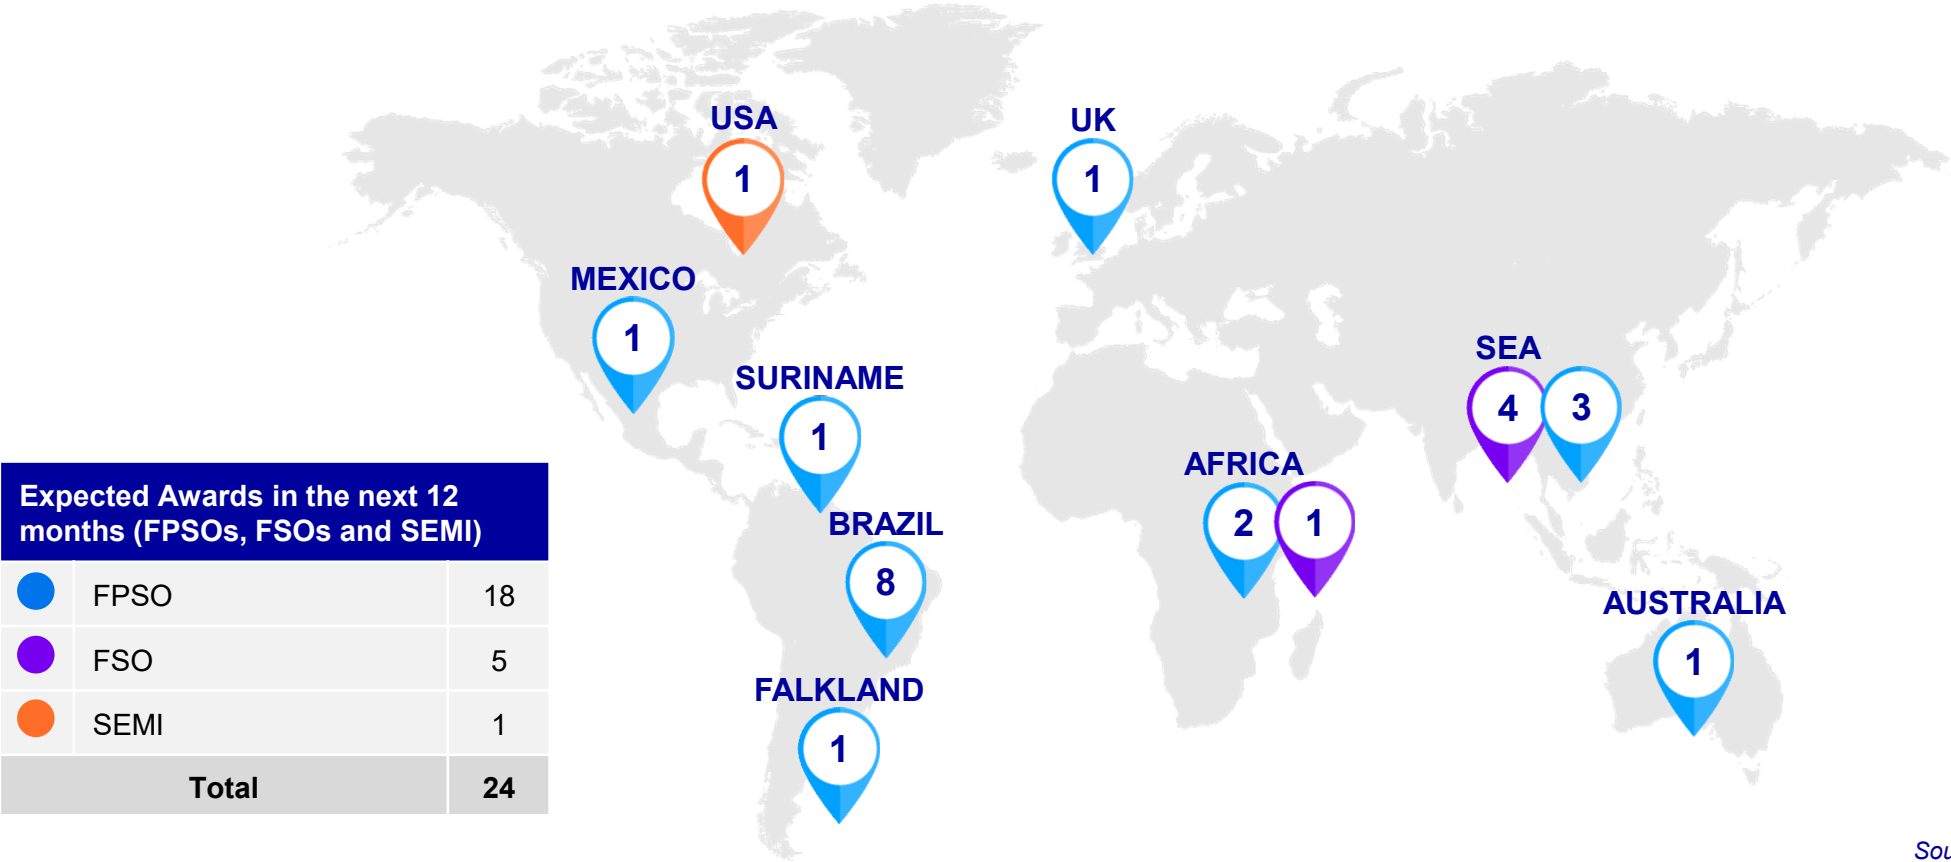 USA
1
UK
1
MEXICO
1
SURINAME
1
SEA
4 3
AFRICA
2 1
BRAZIL
8
AUSTRALIA
1
FALKLAND
1
Expected Awards in the next 12
months (FPSOs, FSOs and SEMI)
FPSO 18
FSO 5
SEMI 1
Total 24